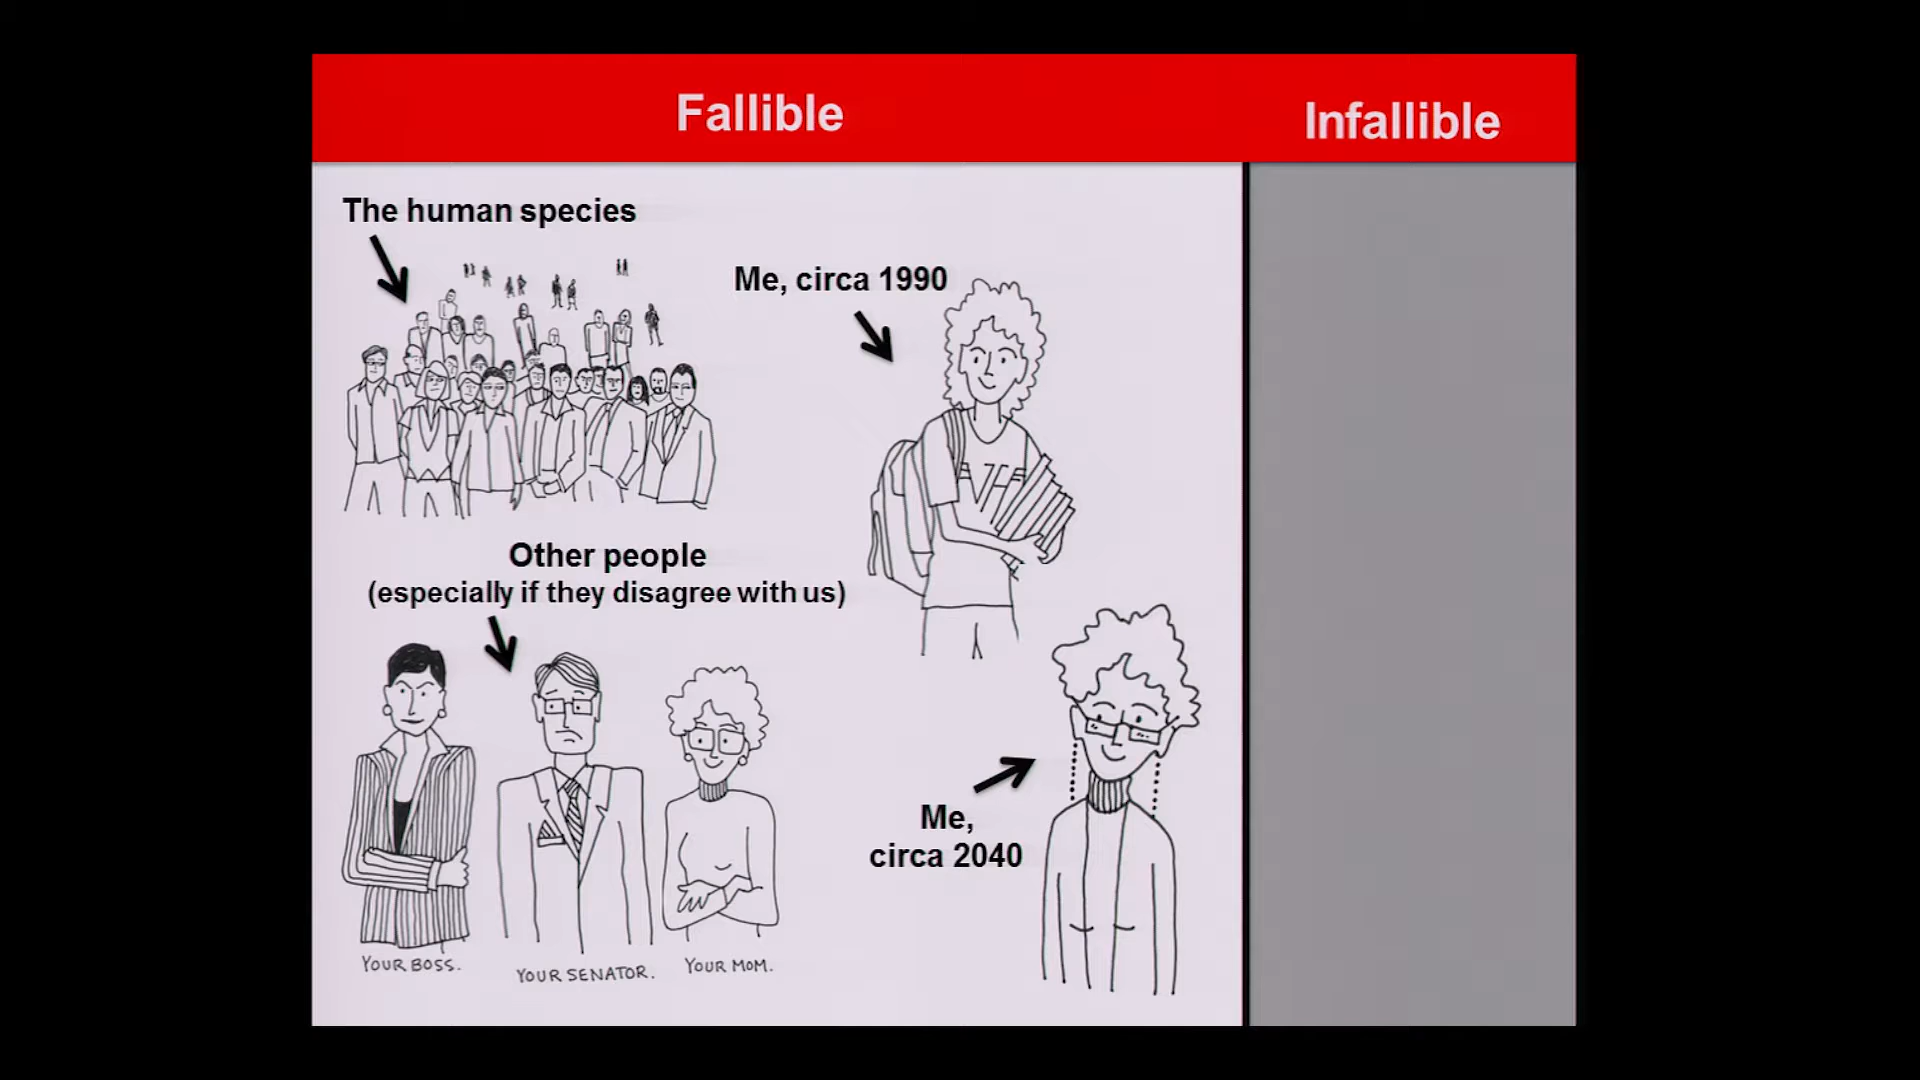 Fallible
Infallible
The human species
Me, circa 1990
Other people
(especially if they disagree with us)
Me,
circa 2040
YOUR BOSS.
YOUR SENATOR.
YOUR MOM.